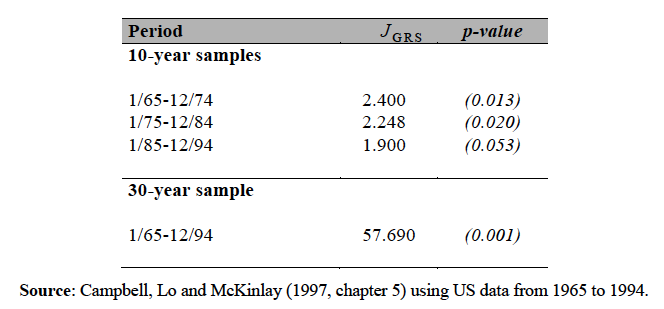 Period J GRS p-value
10-year samples
1/65-12/74 2.400 (0.013)
1/75-12/84 2.248 (0.020)
1/85-12/94 1.900 (0.053)
30-year sample
1/65-12/94 57.690 (0.001)
Source: Campbell, Lo and McKinlay (1997, chapter 5) using US data from 1965 to 1994.